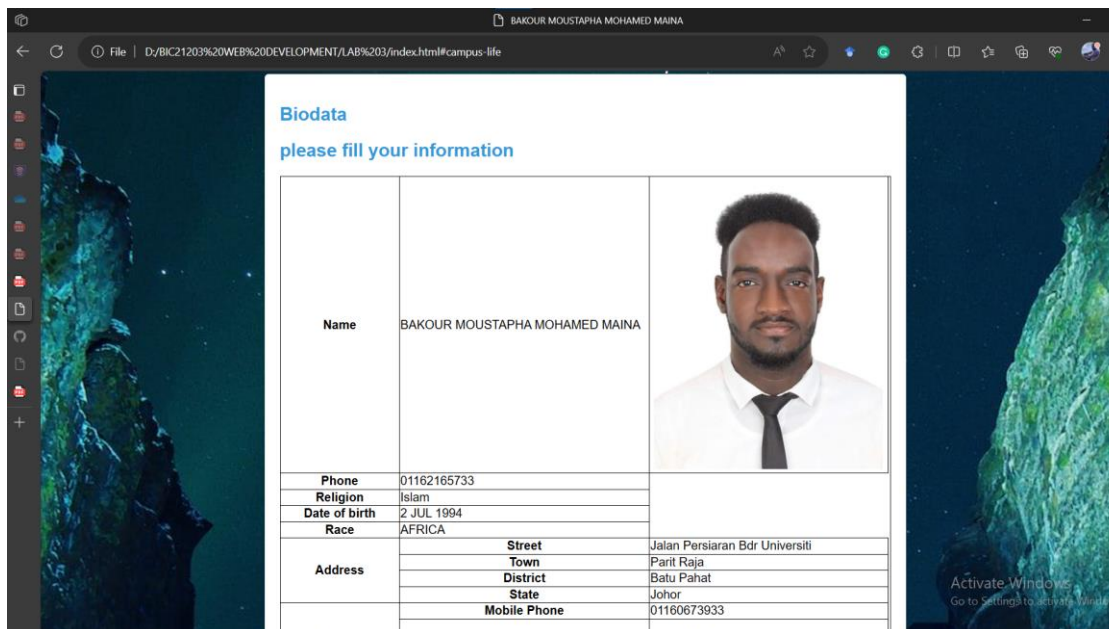 BAKOUR MOUSTAPHA MOHAMED MAINA
File | D:/BIC21203%20WEB%20DEVELOPMENT/LAB%203/index.html#campus-life
Biodata
please fill your information
Name BAKOUR MOUSTAPHA MOHAMED MAINA
Phone 01162165733
Religion Islam
Date of birth 2 JUL 1994
Race AFRICA
Address Street Jalan Persiaran Bdr Universiti
Town Parit Raja
District Batu Pahat
State Johor
Mobile Phone 01160673933
Activate Windows
Go to Settings to activate Windo